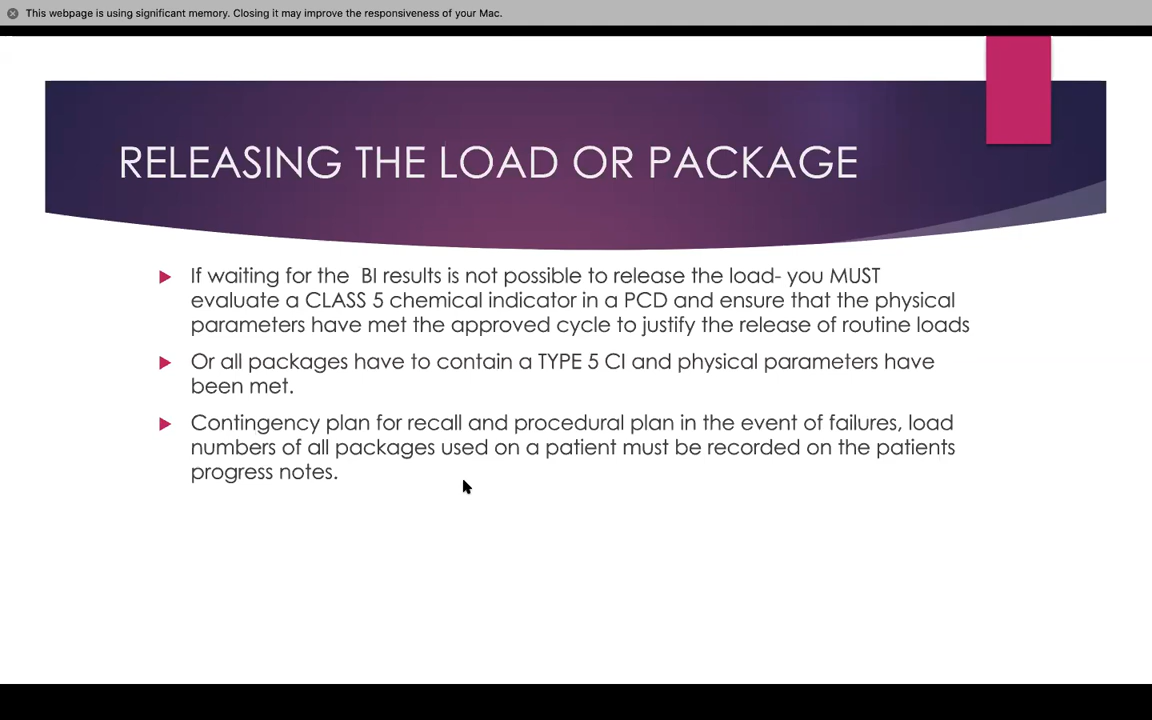 This webpage is using significant memory. Closing it may improve the responsiveness of your Mac.
RELEASING THE LOAD OR PACKAGE
If waiting for the BI results is not possible to release the load- you MUST
evaluate a CLASS 5 chemical indicator in a PCD and ensure that the physical
parameters have met the approved cycle to justify the release of routine loads
Or all packages have to contain a TYPE 5 CI and physical parameters have
been met.
Contingency plan for recall and procedural plan in the event of failures, load
numbers of all packages used on a patient must be recorded on the patients
progress notes.